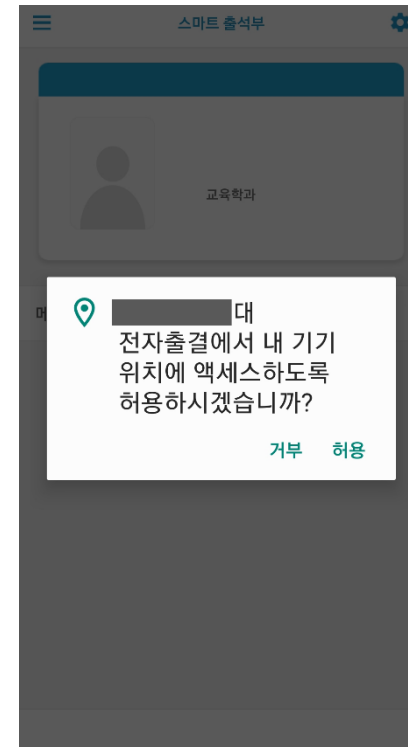 스마트 출석부
교육학과
메
대
전자출결에서 내 기기
위치에 액세스하도록
허용하시겠습니까?
거부 허용